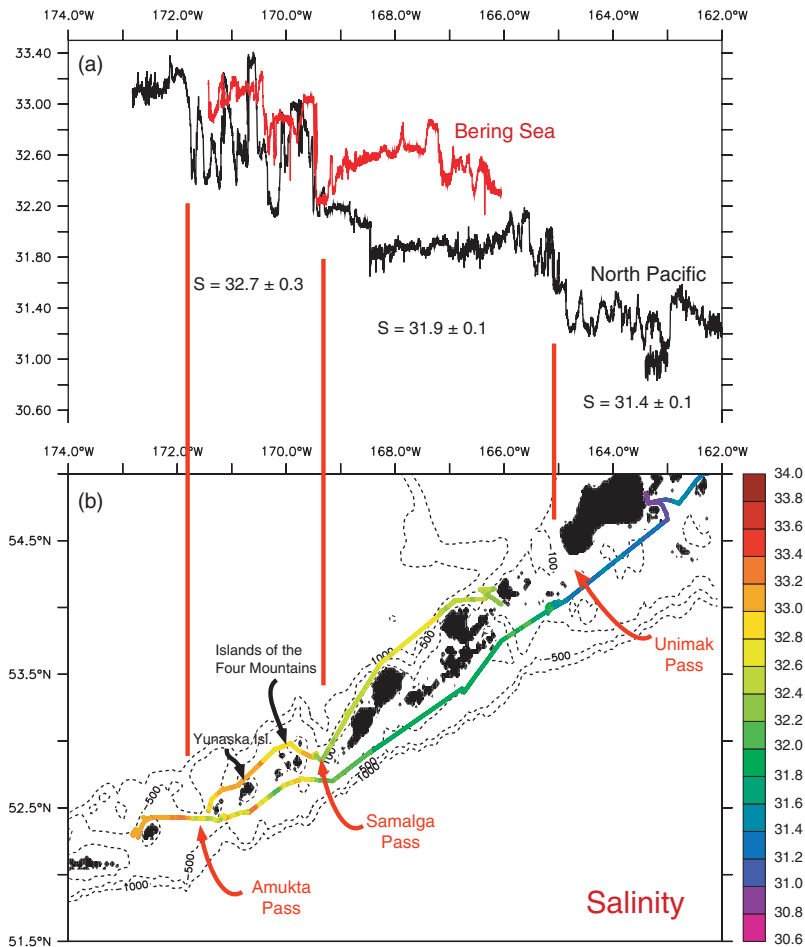 174.0°W 172.0°W 170.0°W 168.0°W 166.0°W 164.0°W 162.0°W
33.40
(a)
33.00
Bering Sea
32.60
32.20
31.80
North Pacific
S = 32.7 ± 0.3
31.40
S = 31.9 ± 0.1
31.00
S = 31.4 ± 0.1
30.60
174.0°W 172.0°W 170.0°W 168.0°W 166.0°W 164.0°W 162.0°W
(b)
34.0
33.8
33.6
33.4
33.2
33.0
32.8
32.6
32.4
32.2
32.0
31.8
31.6
31.4
31.2
31.0
30.8
30.6
54.5°N
53.5°N
52.5°N
51.5°N
-100
-500
1000
-500
Islands of the
Four Mountains
Unimak
Pass
Yunaska Isl.
-500
-500
-1000
Samalga
Pass
-500
-1000
Amukta
Pass
Salinity